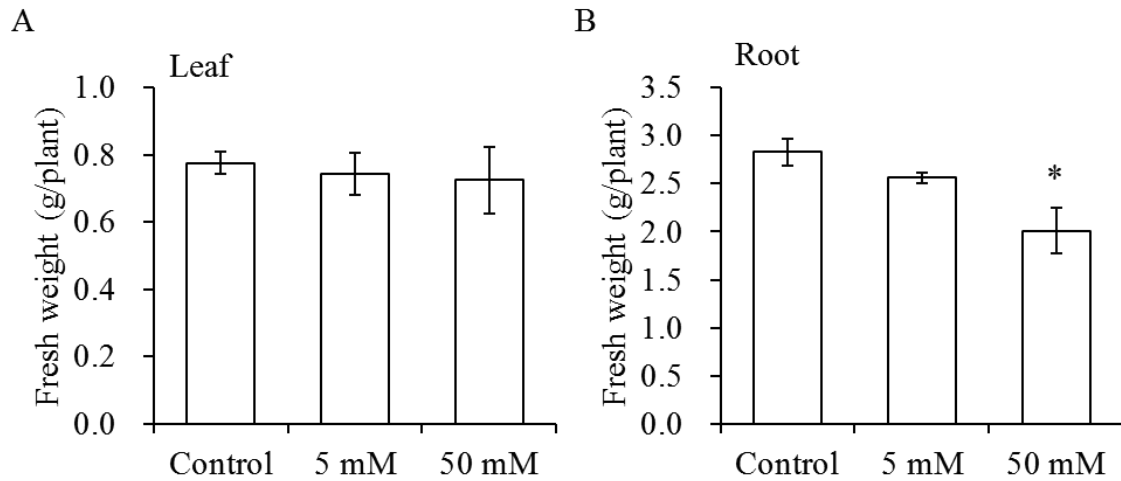 A
Leaf
Fresh weight (g/plant)
1.0
0.8
0.6
0.4
0.2
0.0
Control 5 mM 50 mM
B
Root
Fresh weight (g/plant)
3.5
3.0
2.5
2.0
1.5
1.0
0.5
0.0
*
Control 5 mM 50 mM